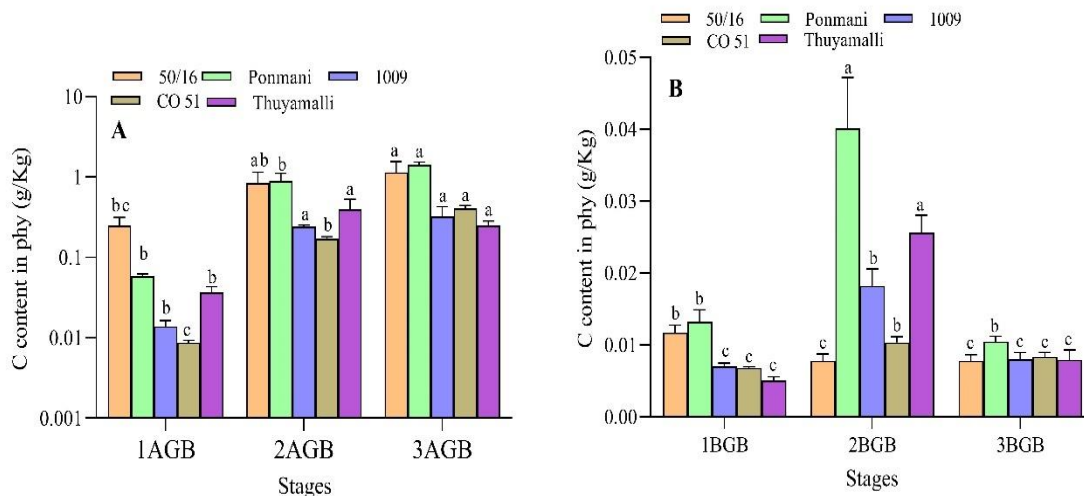 50/16 Ponmani 1009
CO 51 Thuyamalli
A
C content in phy (g/Kg)
10
1
0.1
0.01
0.001
bc b b c b
ab b a b a
a a a a a
1AGB 2AGB 3AGB
Stages
50/16 Ponmani 1009
CO 51 Thuyamalli
B
C content in phy (g/Kg)
0.05
0.04
0.03
0.02
0.01
0.00
b b c c c
c a b c a
c b c c c
1BGB 2BGB 3BGB
Stages